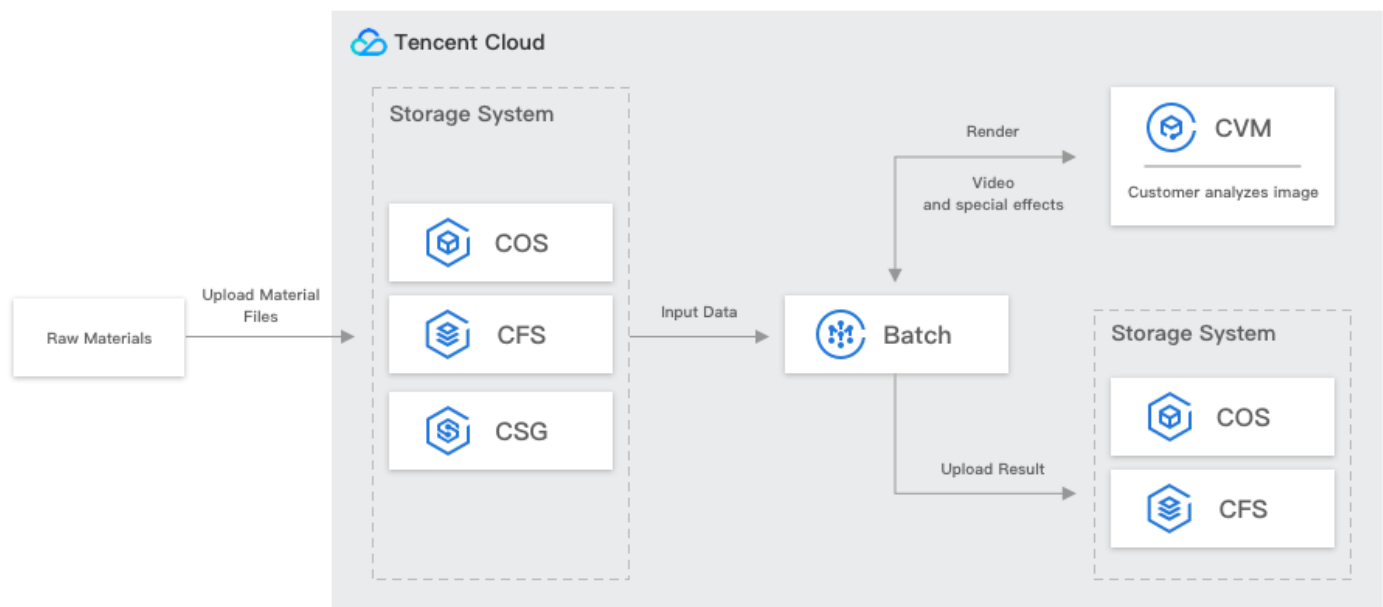 Tencent Cloud
Storage System
COS
CFS
CSG
Raw Materials
Upload Material
Files
Input Data
Batch
Render
Video
and special effects
CVM
Customer analyzes image
Upload Result
Storage System
COS
CFS